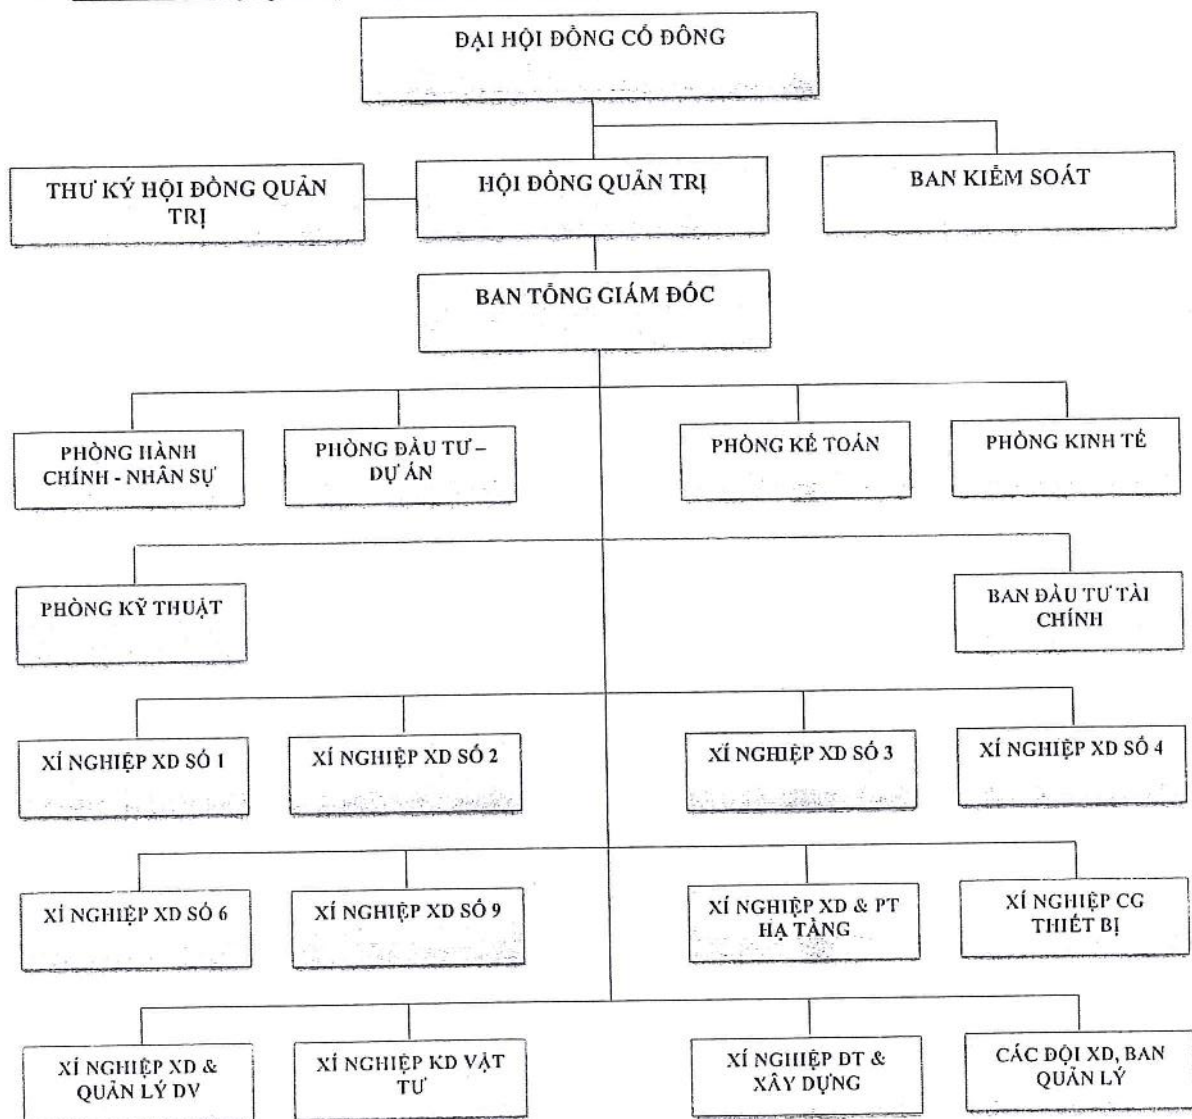 ĐẠI HỘI ĐỒNG CỔ ĐÔNG
THƯ KÝ HỘI ĐỒNG QUẢN
TRỊ
HỘI ĐỒNG QUẢN TRỊ
BAN KIỂM SOÁT
BAN TỔNG GIÁM ĐỐC
PHÒNG HÀNH
CHÍNH - NHÂN SỰ
PHÒNG ĐẦU TƯ –
DỰ ÁN
PHÒNG KẾ TOÁN
PHÒNG KINH TẾ
PHÒNG KỸ THUẬT
BAN ĐẦU TƯ TÀI
CHÍNH
XÍ NGHIỆP XD SỐ 1
XÍ NGHIỆP XD SỐ 2
XÍ NGHIỆP XD SỐ 3
XÍ NGHIỆP XD SỐ 4
XÍ NGHIỆP XD SỐ 6
XÍ NGHIỆP XD SỐ 9
XÍ NGHIỆP XD & PT
HẠ TẦNG
XÍ NGHIỆP CG
THIẾT BỊ
XÍ NGHIỆP XD &
QUẢN LÝ DV
XÍ NGHIỆP KD VẬT
TƯ
XÍ NGHIỆP DT &
XÂY DỰNG
CÁC ĐỘI XD, BAN
QUẢN LÝ